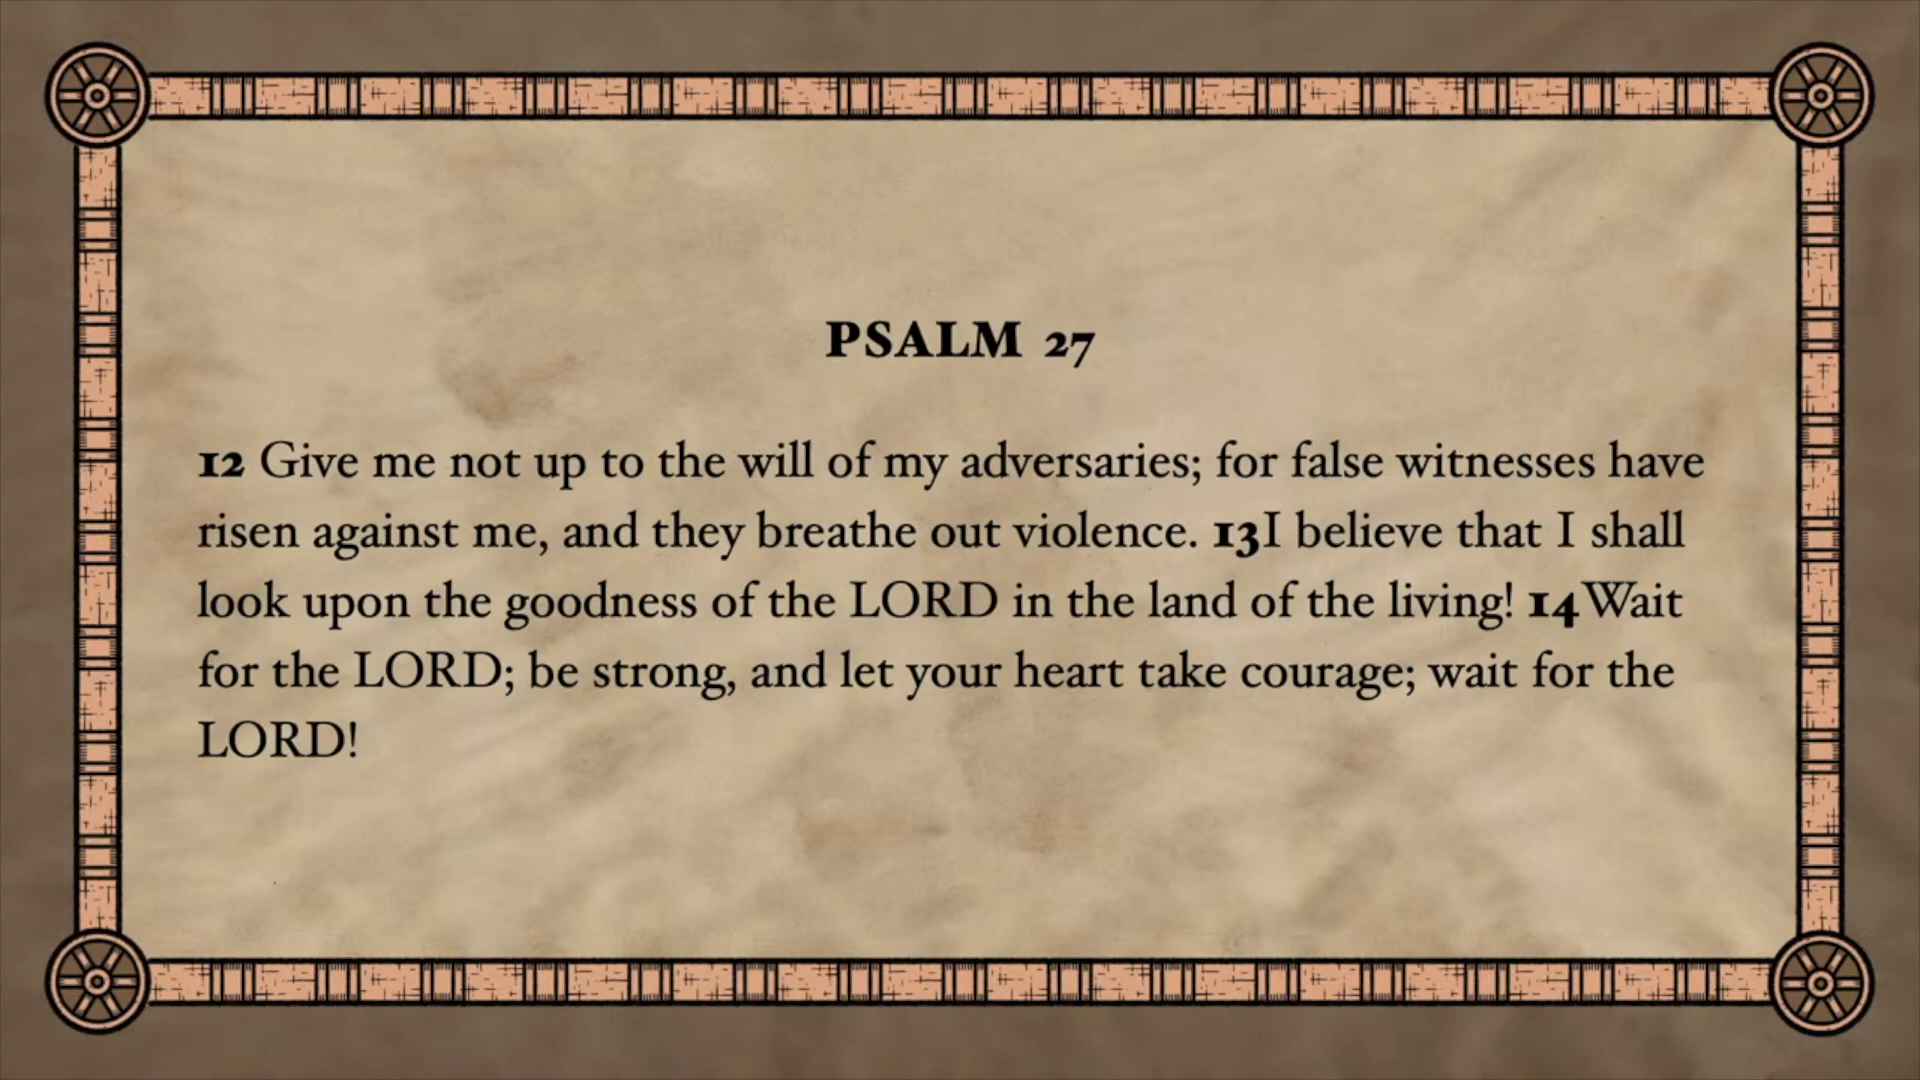 PSALM 27
12 Give me not up to the will of my adversaries; for false witnesses have
risen against me, and they breathe out violence. 13I believe that I shall
look upon the goodness of the LORD in the land of the living! 14Wait
for the LORD; be strong, and let your heart take courage; wait for the
LORD!